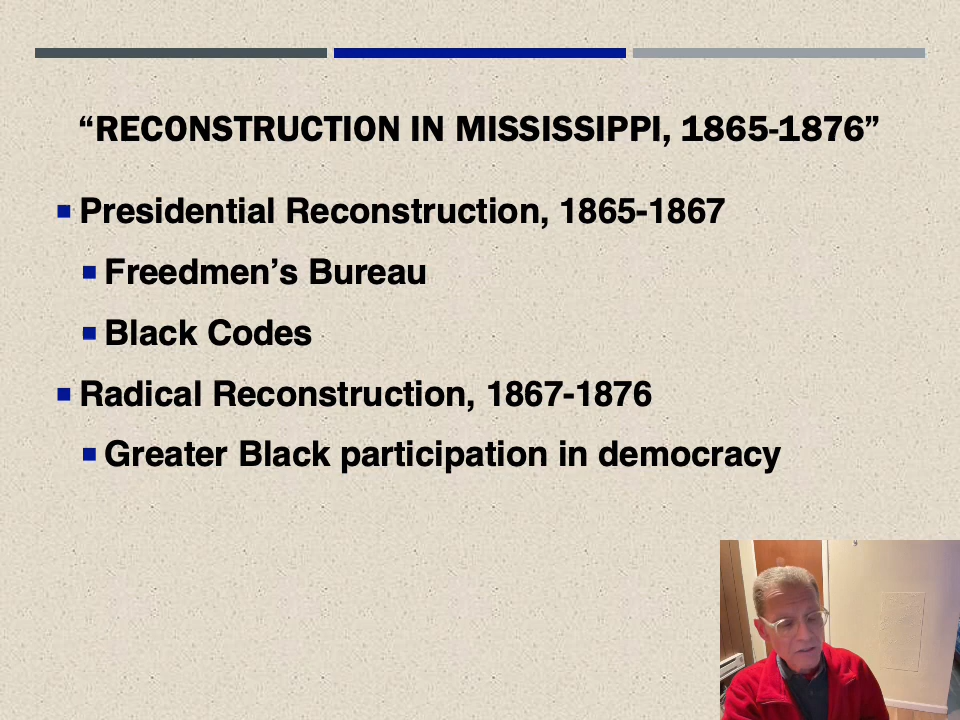 “RECONSTRUCTION IN MISSISSIPPI, 1865-1876”
Presidential Reconstruction, 1865-1867
Freedmen’s Bureau
Black Codes
Radical Reconstruction, 1867-1876
Greater Black participation in democracy